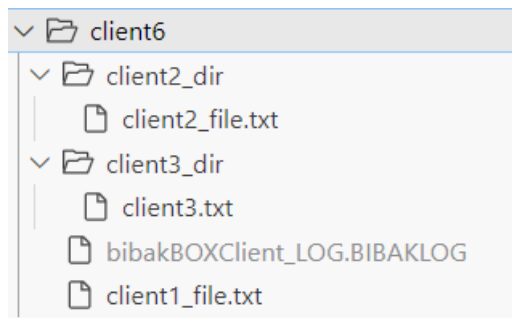 client6
client2_dir
client2_file.txt
client3_dir
client3.txt
bibakBOXClient_LOG.BIBAKLOG
client1_file.txt